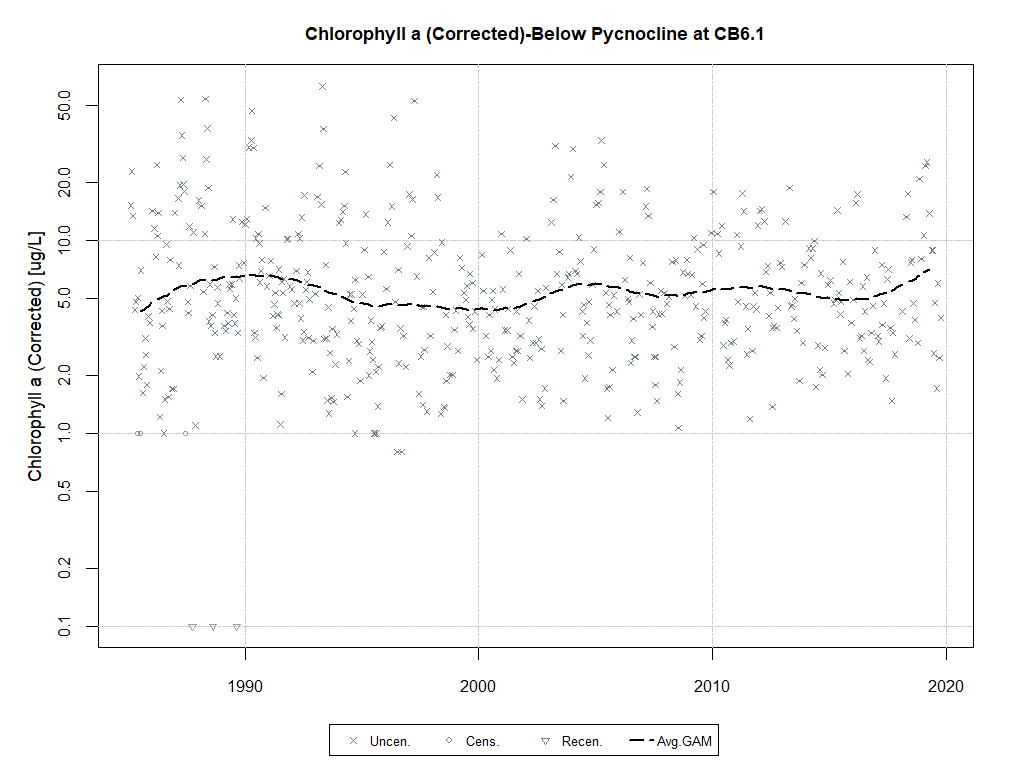 Chlorophyll a (Corrected)-Below Pycnocline at CB6.1
Chlorophyll a (Corrected) [ug/L]
50.0
20.0
10.0
5.0
2.0
1.0
0.5
0.2
0.1
1990 2000 2010 2020
Uncen. Cens. Recen. Avg.GAM